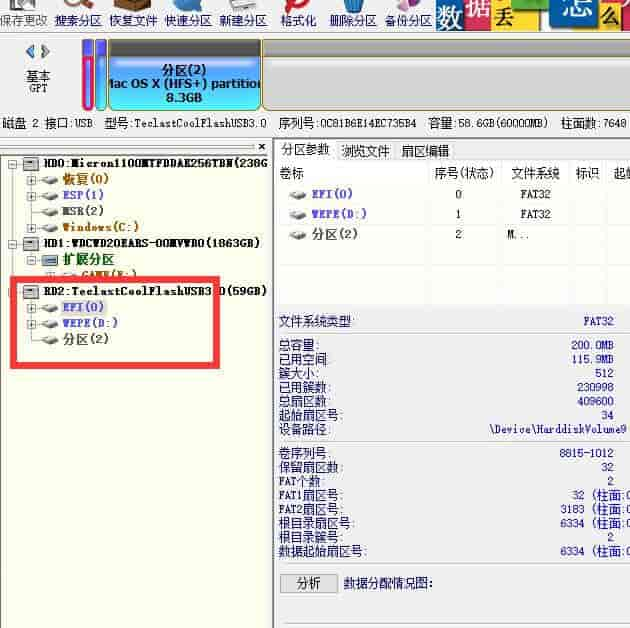 保存更改 搜索分区 恢复文件 快速分区 新建分区 格式化 删除分区 备份分区 数 据 丢 怎 么
基本
GPT
分区(2)
Mac OS X (HFS+) partition
8.3GB
磁盘 2 接口:USB 型号:TeclastCoolFlashUSB3.0 序列号:0C81B6E14EC735B4 容量:58.6GB(60000MB) 柱面数:7648
HD0:Micron1100MTFDDAK256TBN(238G
恢复(0)
ESP(1)
MSR(2)
Windows(C:)
HD1:WDCWD20EARS-00MVWB0(1863GB)
扩展分区
GAME(E:)
RD2:TeclastCoolFlashUSB3.0(59GB)
EFI(0)
WEPE(D:)
分区(2)
分区参数 浏览文件 扇区编辑
卷标 序号(状态) 文件系统 标识 起始
EFI(0) 0 FAT32
WEPE(D:) 1 FAT32
分区(2) 2 M...
文件系统类型: FAT32
总容量: 200.0MB
已用空间: 115.9MB
簇大小: 512
已用簇数: 230998
总扇区数: 409600
起始扇区号: 34
设备路径: \Device\HarddiskVolume9
卷序列号: 8615-1012
保留扇区数: 32
FAT个数: 2
FAT1扇区号: 32 (柱面:0
FAT2扇区号: 3183 (柱面:0
根目录扇区号: 6334 (柱面:0
根目录簇号: 2
数据起始扇区号: 6334 (柱面:0
分析 数据分配情况图: